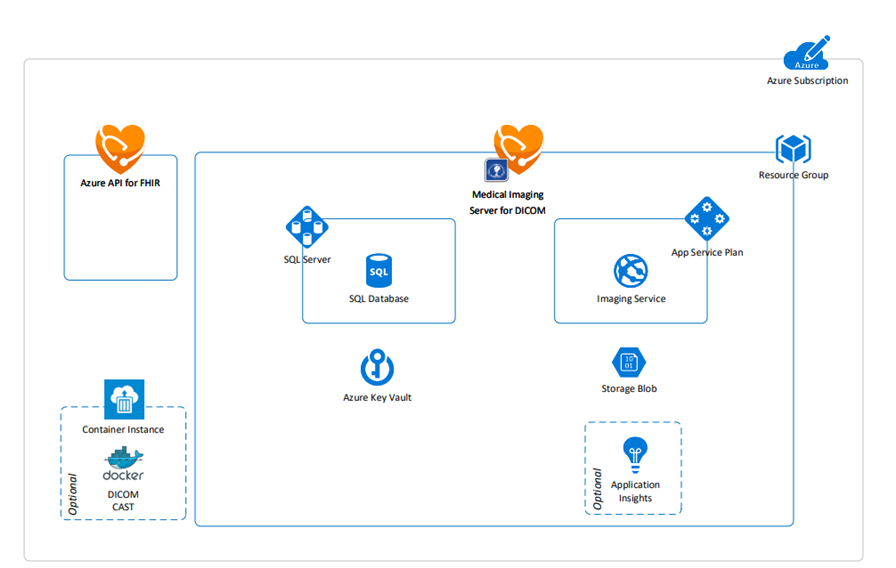 Azure
Azure Subscription
Azure API for FHIR
Medical Imaging
Server for DICOM
Resource Group
SQL Server
SQL
SQL Database
App Service Plan
Imaging Service
Azure Key Vault
10
01
Storage Blob
Container Instance
docker
DICOM
CAST
Optional
Application
Insights
Optional